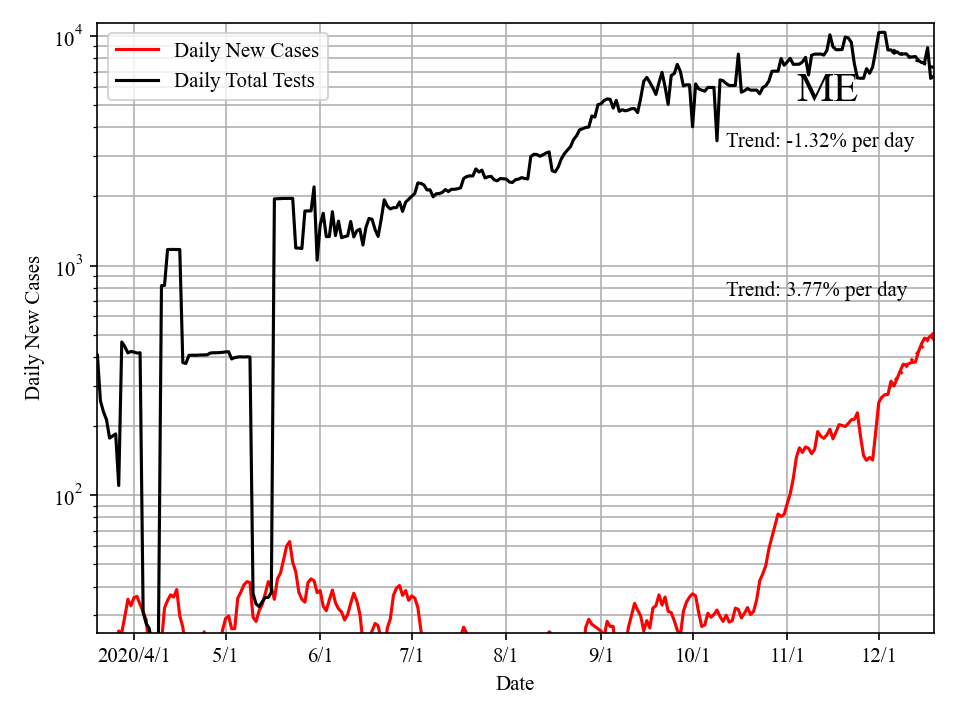 Daily New Cases
Daily Total Tests
ME
Trend: -1.32% per day
Trend: 3.77% per day
10^4
10^3
10^2
Daily New Cases
2020/4/1 5/1 6/1 7/1 8/1 9/1 10/1 11/1 12/1
Date